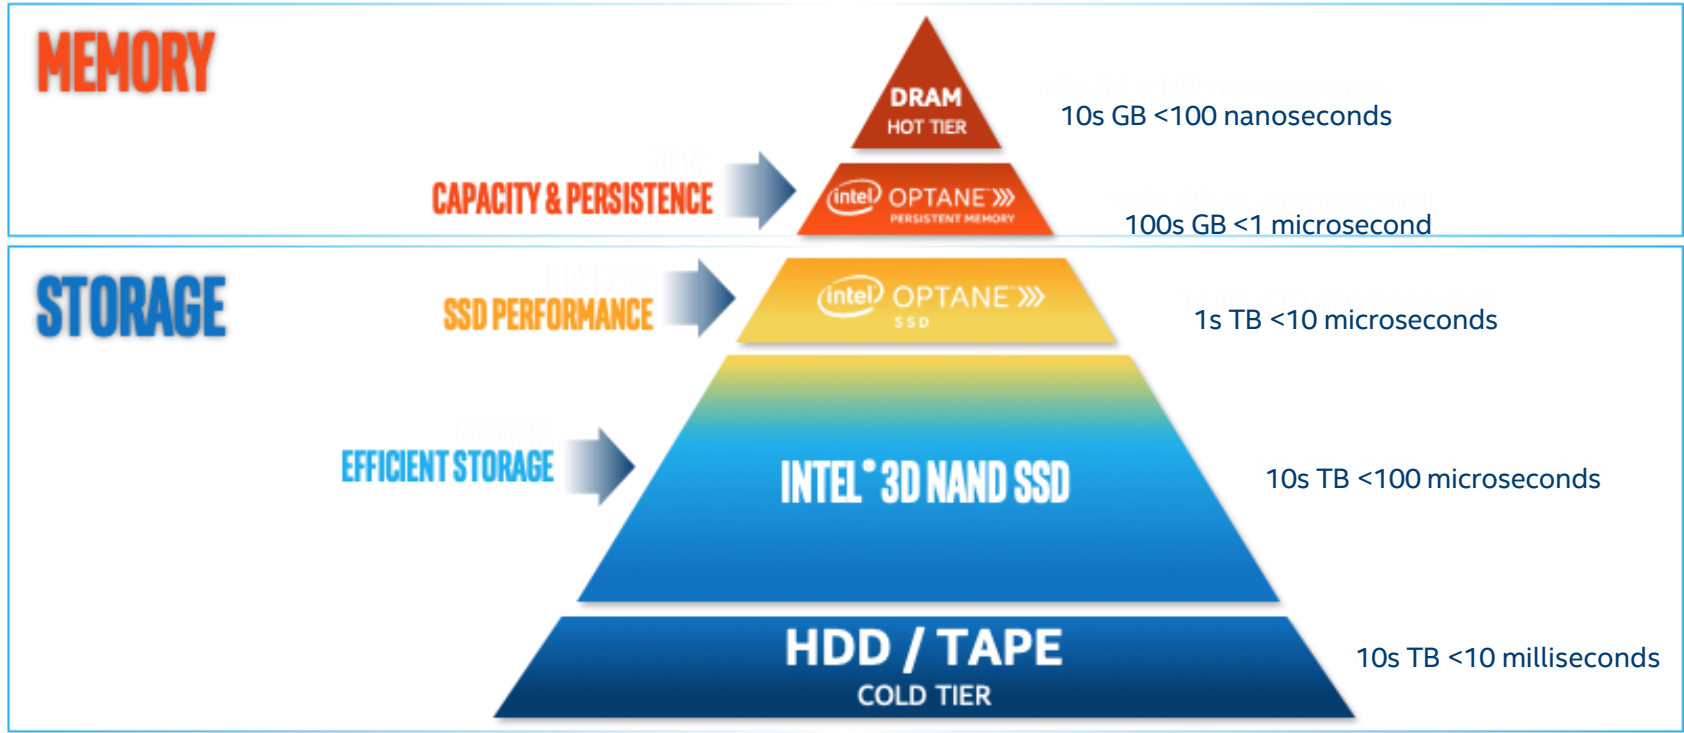 MEMORY
DRAM
HOT TIER
10s GB <100 nanoseconds
CAPACITY & PERSISTENCE
intel OPTANE™
PERSISTENT MEMORY
100s GB <1 microsecond
STORAGE
SSD PERFORMANCE
intel OPTANE™
SSD
1s TB <10 microseconds
EFFICIENT STORAGE
INTEL® 3D NAND SSD
10s TB <100 microseconds
HDD / TAPE
COLD TIER
10s TB <10 milliseconds